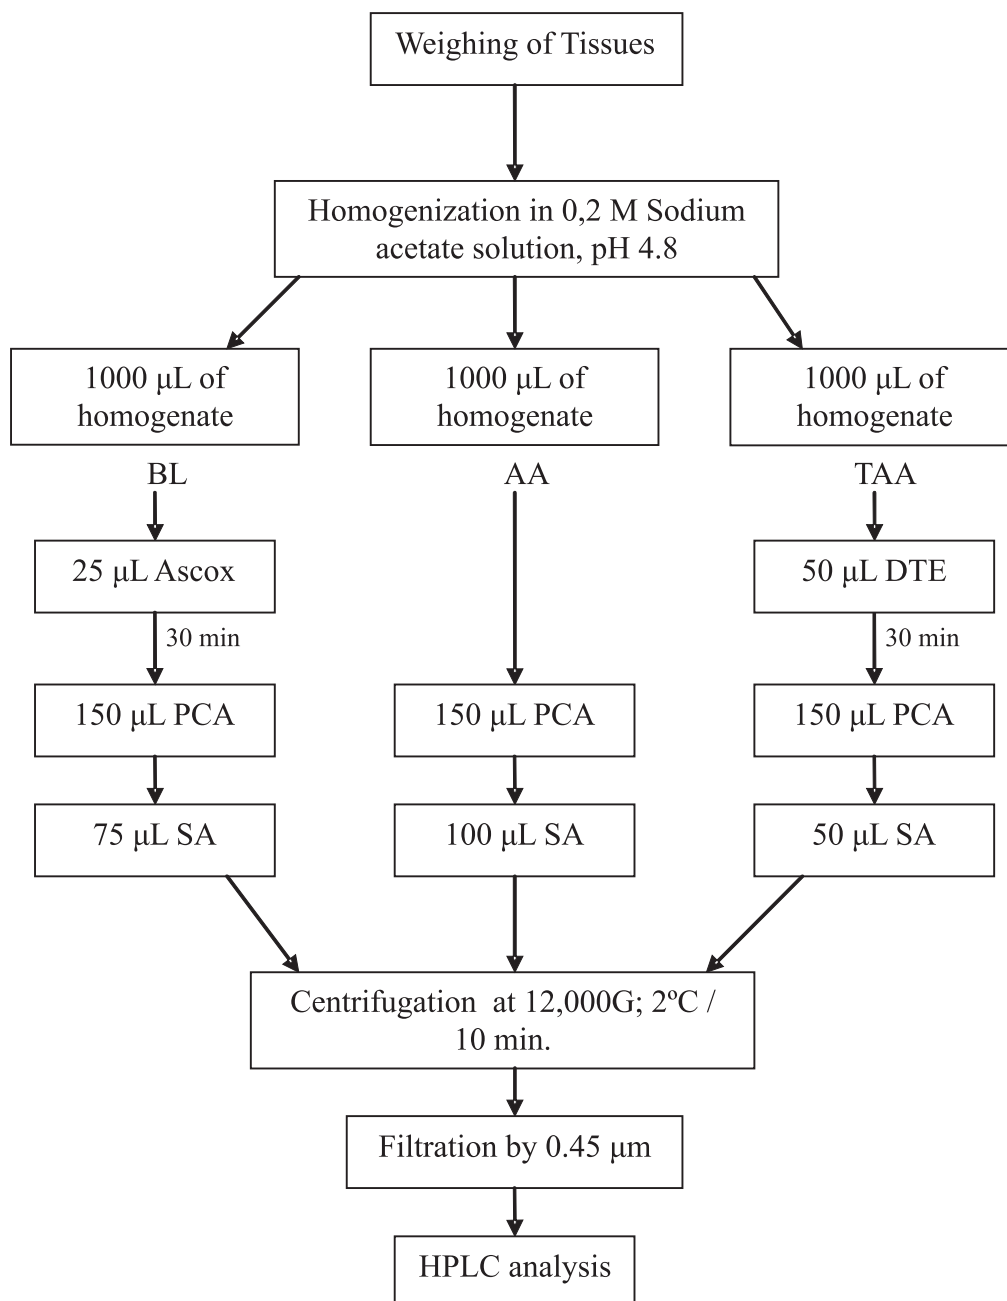 Weighing of Tissues
Homogenization in 0,2 M Sodium
acetate solution, pH 4.8
1000 μL of
homogenate
1000 μL of
homogenate
1000 μL of
homogenate
BL
AA
TAA
25 μL Ascox
50 μL DTE
30 min
30 min
150 μL PCA
150 μL PCA
150 μL PCA
75 μL SA
100 μL SA
50 μL SA
Centrifugation at 12,000G; 2ºC /
10 min.
Filtration by 0.45 μm
HPLC analysis